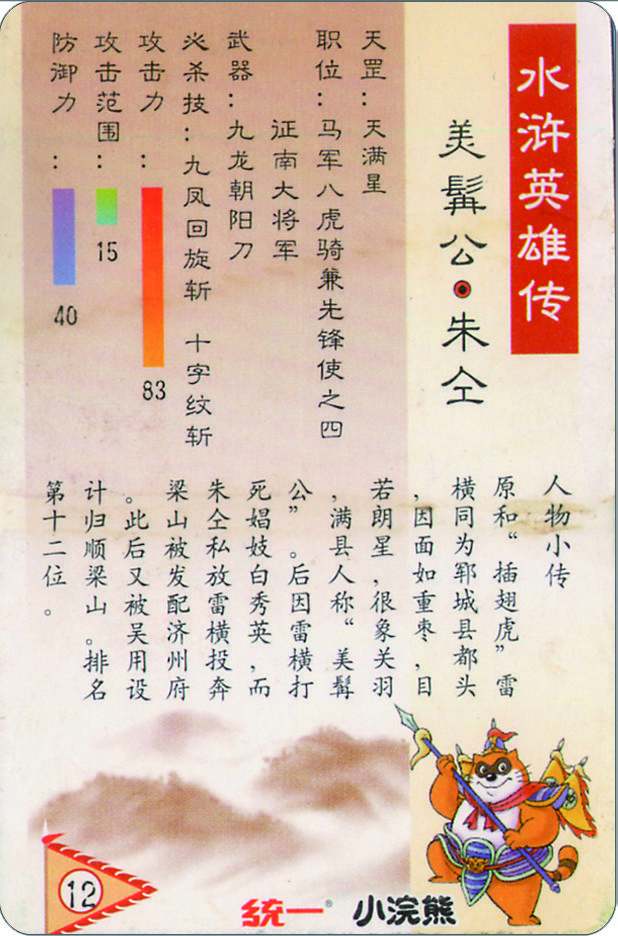 水浒英雄传
美髯公·朱仝
天罡：天满星
职位：马军八虎骑兼先锋使之四
证南大将军
武器：九龙朝阳刀
必杀技：九凤回旋斩 十字纹斩
攻击力：
83
攻击范围：
15
防御力：
40
人物小传
原和“插翅虎”雷
横同为郓城县都头
，因面如重枣，目
若朗星，很象关羽
，满县人称“美髯
公”。后因雷横打
死娼妓白秀英，而
朱仝私放雷横投奔
梁山被发配济州府
。此后又被吴用设
计归顺梁山。排名
第十二位。
12
统一®
小浣熊